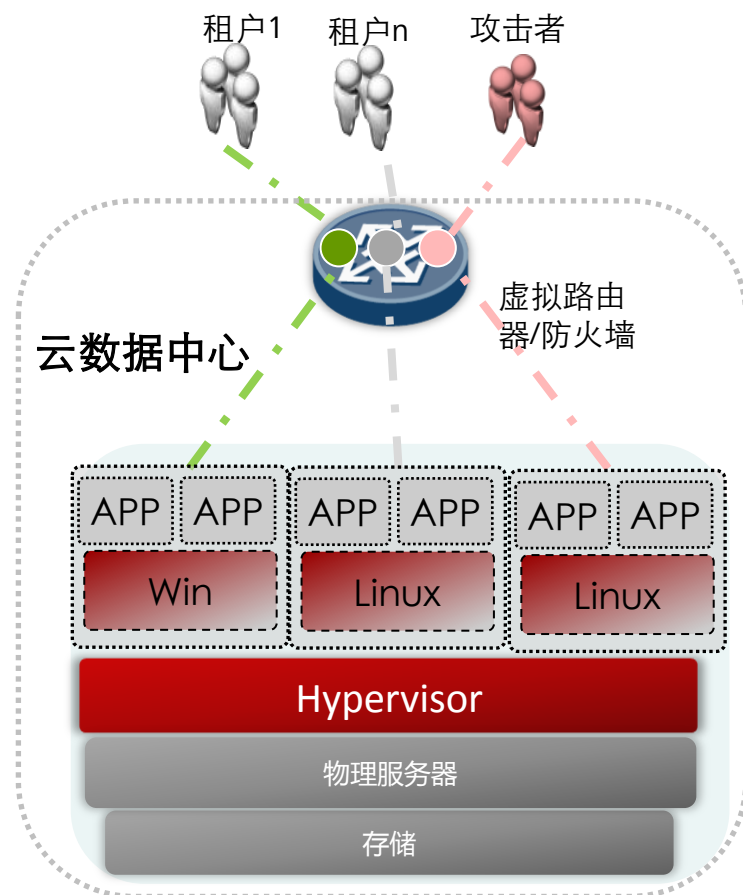 租户1
租户n
攻击者
虚拟路由
器/防火墙
云数据中心
APP APP APP APP APP APP
Win Linux Linux
Hypervisor
物理服务器
存储